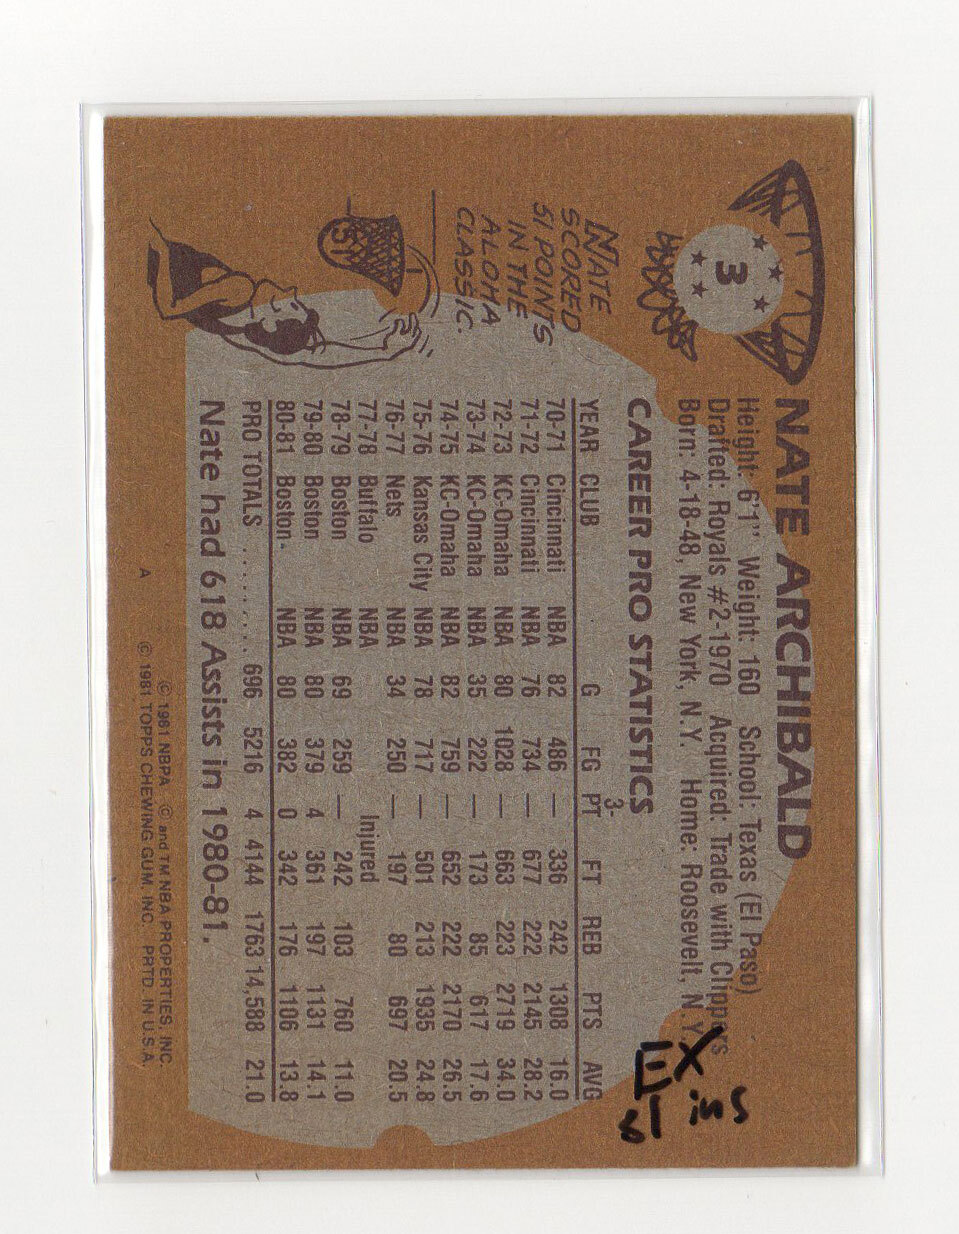 3
NATE ARCHIBALD
Height: 6'1" Weight: 160 School: Texas (El Paso)
Drafted: Royals #2-1970 Acquired: Trade with Clippers
Born: 4-18-48, New York, N.Y. Home: Roosevelt, N.Y.
NATE
SCORED
51 POINTS
IN THE
ALOHA
CLASSIC.
CAREER PRO STATISTICS
YEAR CLUB G FG 3-PT FT REB PTS AVG
70-71 Cincinnati NBA 82 486 — 336 242 1308 16.0
71-72 Cincinnati NBA 76 734 — 677 222 2145 28.2
72-73 KC-Omaha NBA 80 1028 — 663 223 2719 34.0
73-74 KC-Omaha NBA 35 222 — 173 85 617 17.6
74-75 KC-Omaha NBA 82 759 — 652 222 2170 26.5
75-76 Kansas City NBA 78 717 — 501 213 1935 24.8
76-77 Nets NBA 34 250 — 197 80 697 20.5
77-78 Buffalo NBA Injured
78-79 Boston NBA 69 259 — 242 103 760 11.0
79-80 Boston NBA 80 379 4 361 197 1131 14.1
80-81 Boston NBA 80 382 0 342 176 1106 13.8
PRO TOTALS .......... 696 5216 4 4144 1763 14,588 21.0
Nate had 618 Assists in 1980-81.
© 1981 NBPA © and TM NBA PROPERTIES, INC.
A © 1981 TOPPS CHEWING GUM, INC. PRTD. IN U.S.A.
EX
51 ins